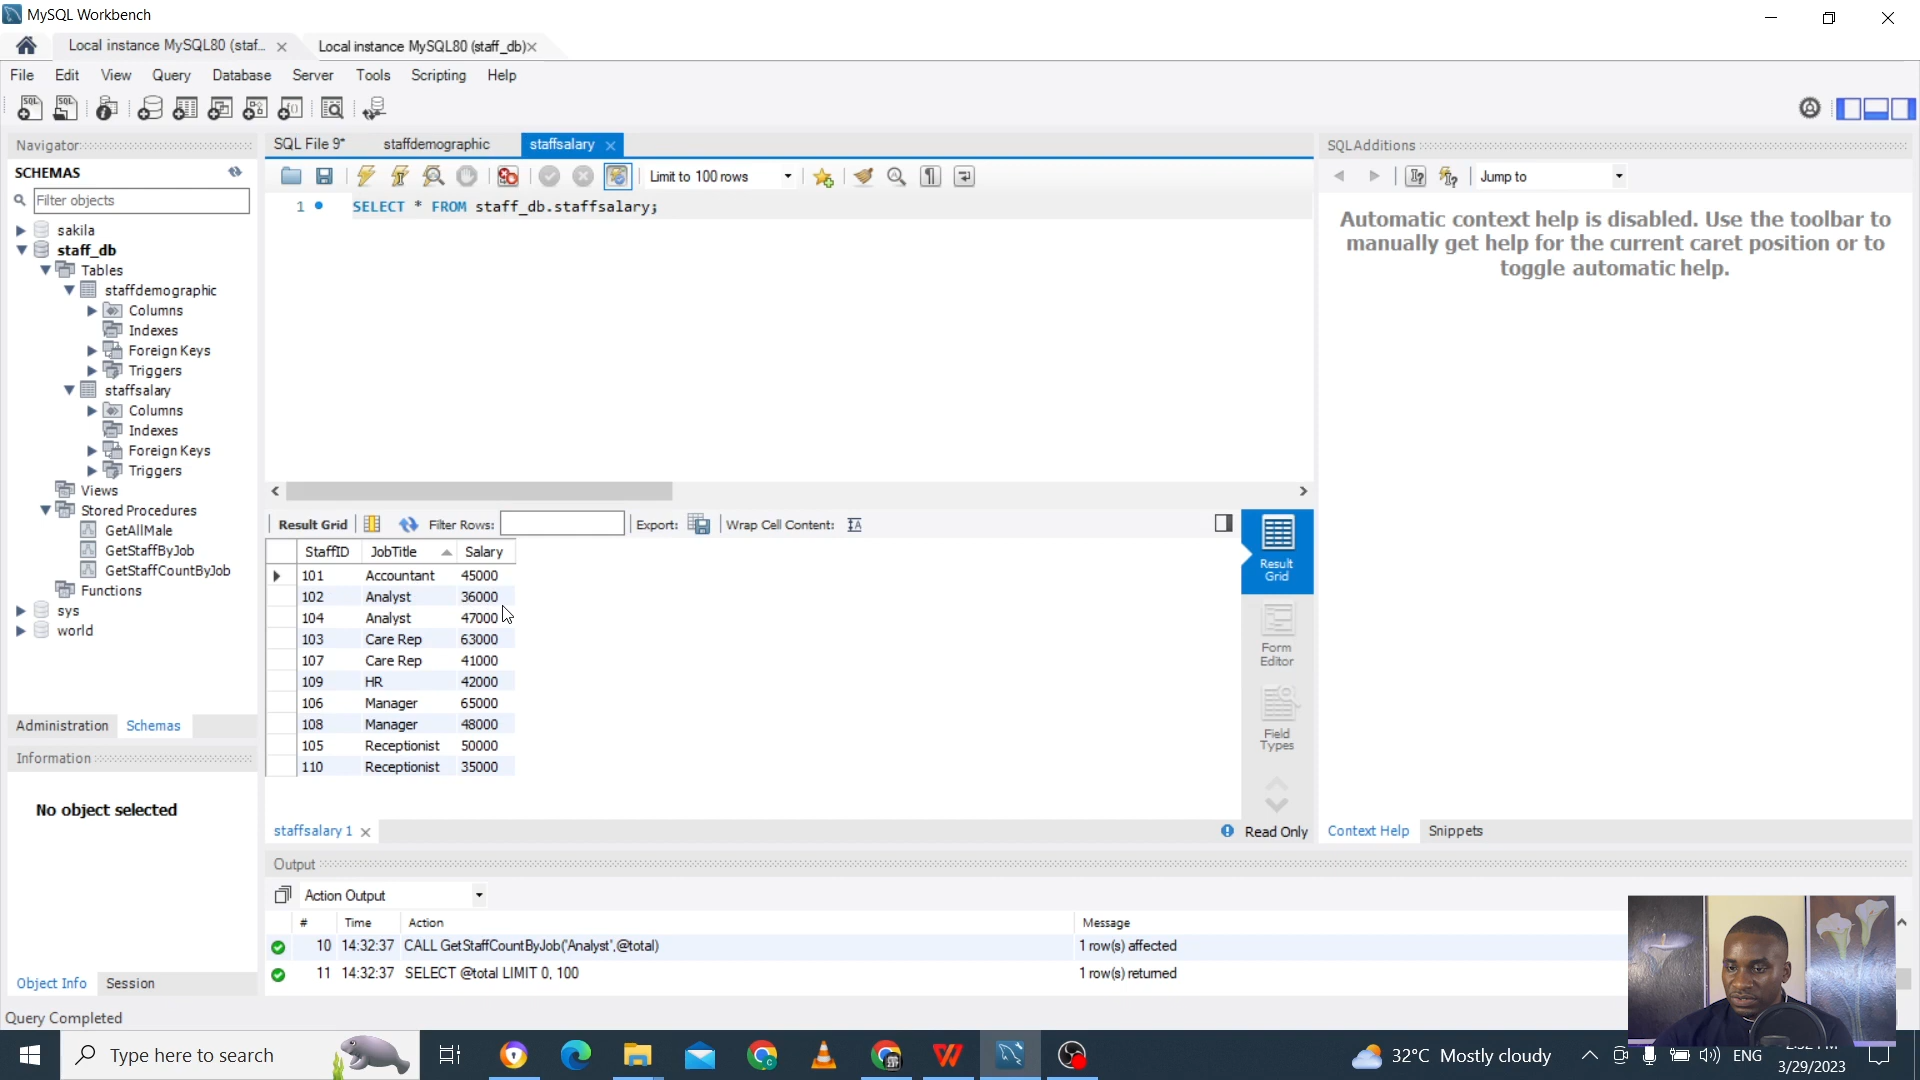 MySQL Workbench
Local instance MySQL80 (staf...
Local instance MySQL80 (staff_db)
File Edit View Query Database Server Tools Scripting Help
Navigator
SCHEMAS
Filter objects
sakila
staff_db
Tables
staffdemographic
Columns
Indexes
Foreign Keys
Triggers
staffsalary
Columns
Indexes
Foreign Keys
Triggers
Views
Stored Procedures
GetAllMale
GetStaffByJob
GetStaffCountByJob
Functions
sys
world
Administration Schemas
Information
No object selected
Object Info Session
Query Completed
SQL File 9* staffdemographic staffsalary
Limit to 100 rows
1 SELECT * FROM staff_db.staffsalary;
Result Grid Filter Rows: Export: Wrap Cell Content:
StaffID JobTitle Salary
101 Accountant 45000
102 Analyst 36000
104 Analyst 47000
103 Care Rep 63000
107 Care Rep 41000
109 HR 42000
106 Manager 65000
108 Manager 48000
105 Receptionist 50000
110 Receptionist 35000
Result
Grid
Form
Editor
Field
Types
staffsalary 1
Read Only
SQLAdditions
Jump to
Automatic context help is disabled. Use the toolbar to
manually get help for the current caret position or to
toggle automatic help.
Context Help Snippets
Output
Action Output
# Time Action Message
10 14:32:37 CALL GetStaffCountByJob('Analyst',@total) 1 row(s) affected
11 14:32:37 SELECT @total LIMIT 0, 100 1 row(s) returned
Type here to search
32°C Mostly cloudy
ENG
3/29/2023